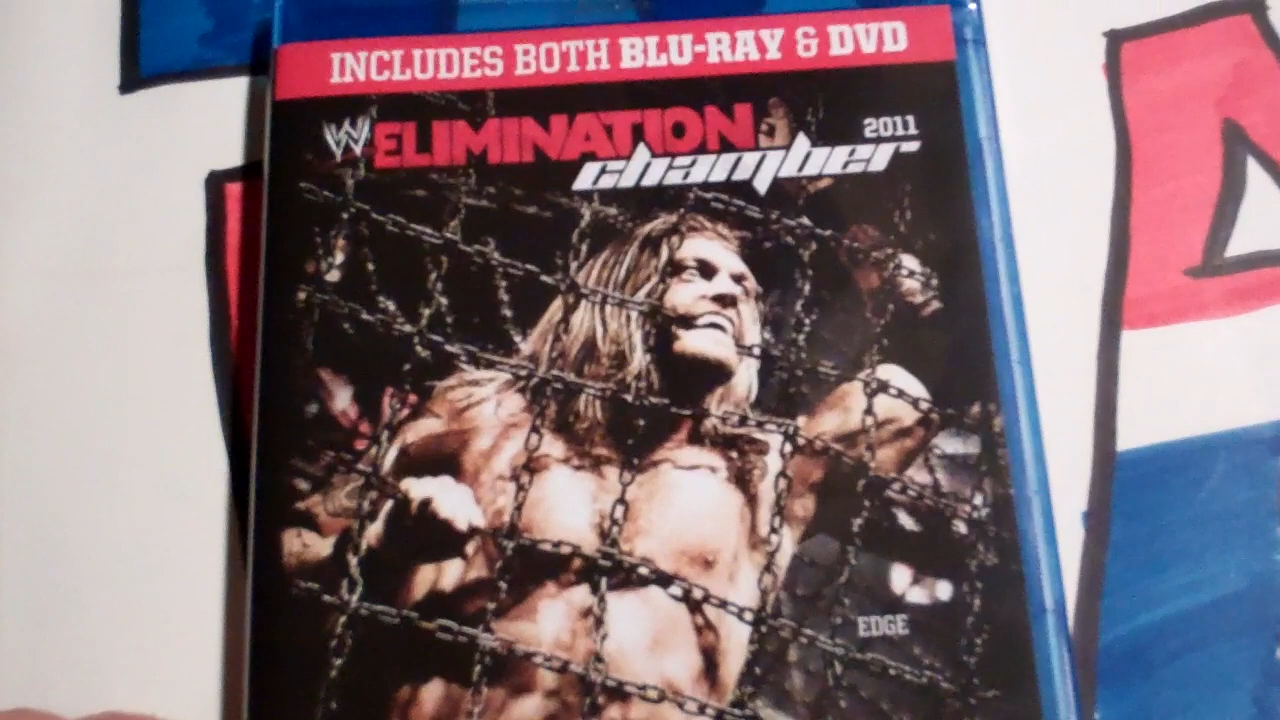 INCLUDES BOTH BLU-RAY & DVD
W ELIMINATION
chamber
2011
EDGE